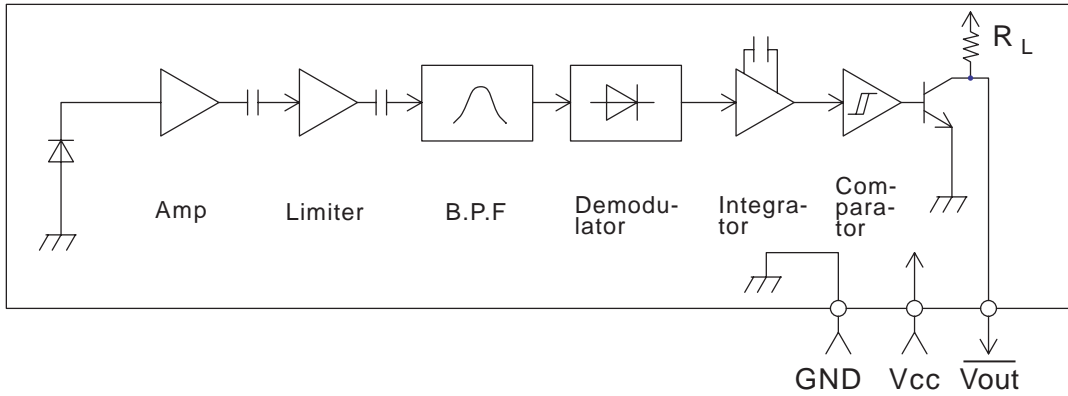 R L
Amp
Limiter
B.P.F
Demodu-
lator
Integra-
tor
Com-
para-
tor
GND
Vcc
Vout